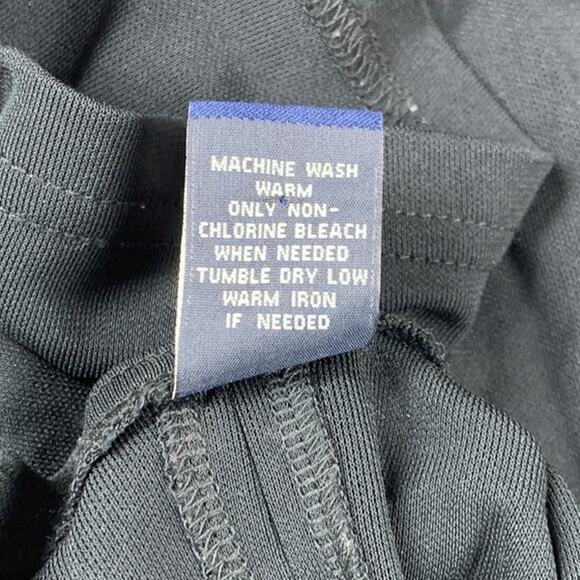 MACHINE WASH
WARM
ONLY NON-
CHLORINE BLEACH
WHEN NEEDED
TUMBLE DRY LOW
WARM IRON
IF NEEDED